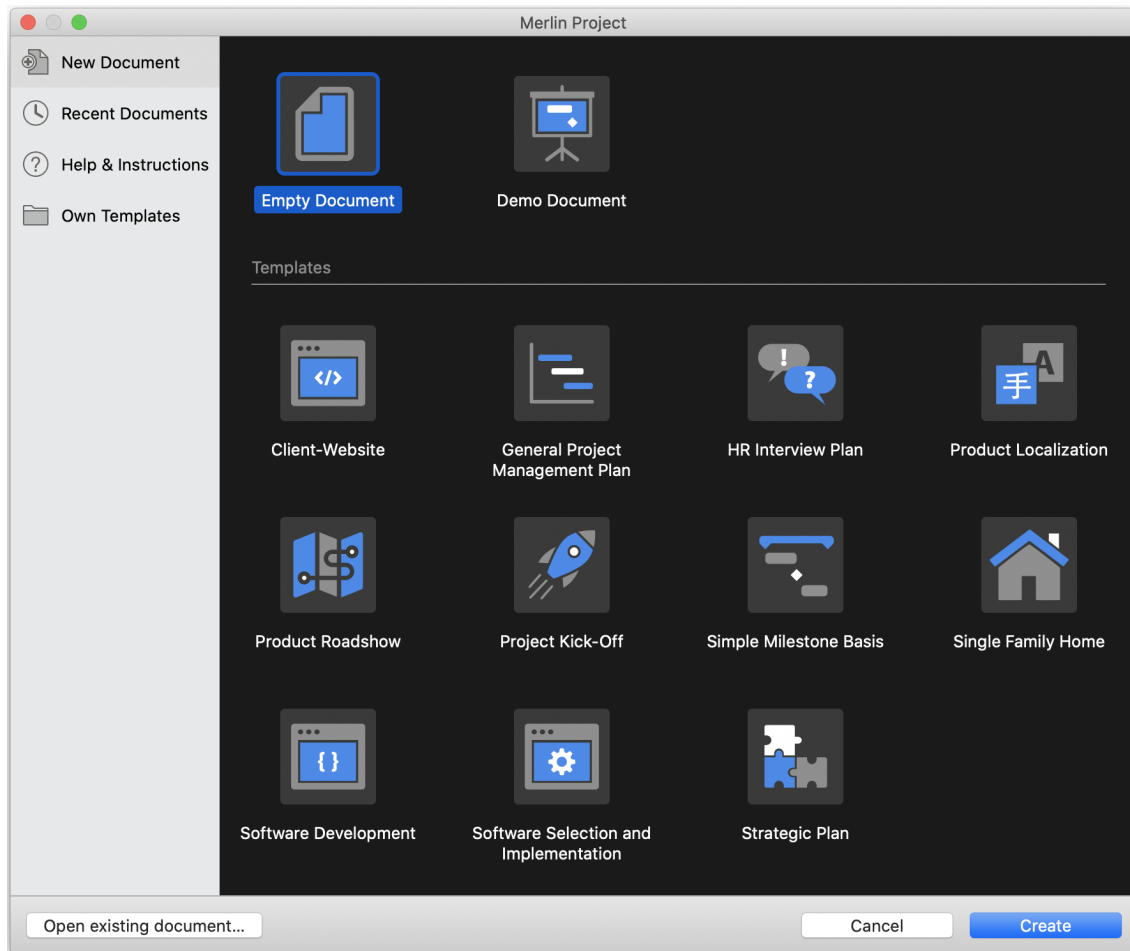 Merlin Project
New Document
Recent Documents
Help & Instructions
Own Templates
Empty Document
Demo Document
Templates
</>
!
?
A
手
Client-Website
General Project
Management Plan
HR Interview Plan
Product Localization
Product Roadshow
Project Kick-Off
Simple Milestone Basis
Single Family Home
{}
Software Development
Software Selection and
Implementation
Strategic Plan
Open existing document...
Cancel
Create